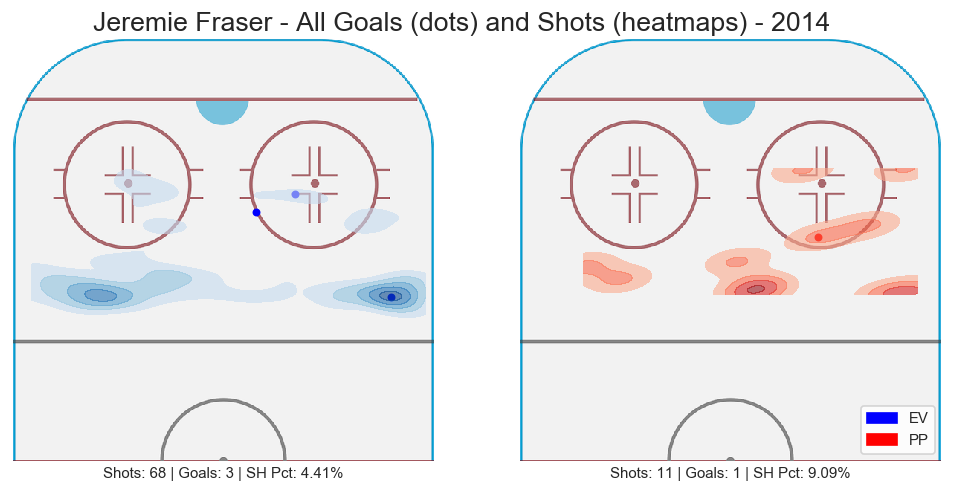 Jeremie Fraser - All Goals (dots) and Shots (heatmaps) - 2014
EV
PP
Shots: 68 | Goals: 3 | SH Pct: 4.41%
Shots: 11 | Goals: 1 | SH Pct: 9.09%